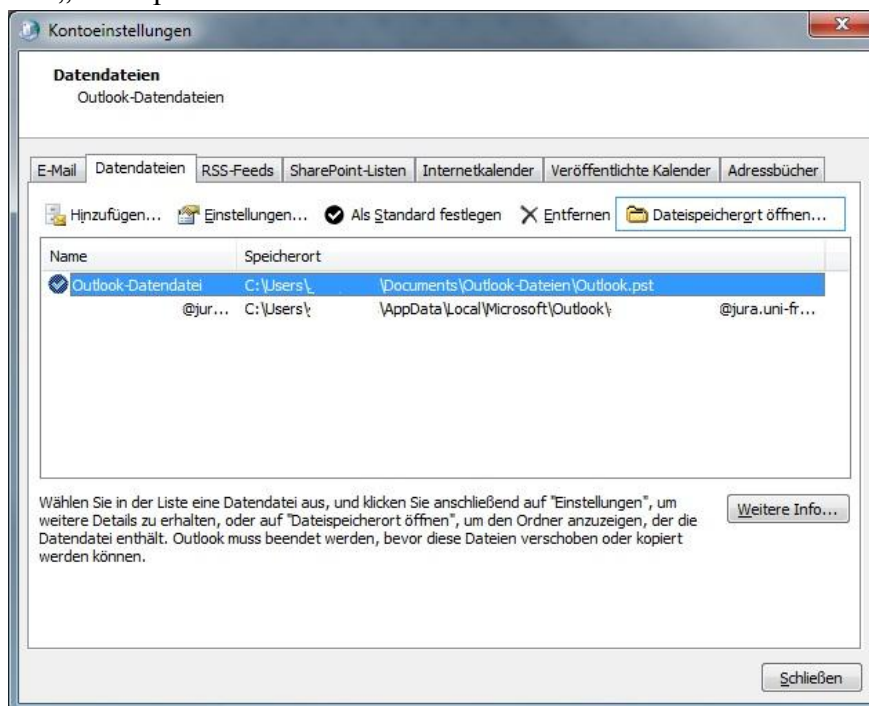 Kontoeinstellungen
Datendateien
Outlook-Datendateien
E-Mail Datendateien RSS-Feeds SharePoint-Listen Internetkalender Veröffentlichte Kalender Adressbücher
Hinzufügen... Einstellungen... Als Standard festlegen Entfernen Dateispeicherort öffnen...
Name Speicherort
Outlook-Datendatei C:\Users\ \Documents\Outlook-Dateien\Outlook.pst
@jur... C:\Users\ \AppData\Local\Microsoft\Outlook\ @jura.uni-fr...
Wählen Sie in der Liste eine Datendatei aus, und klicken Sie anschließend auf "Einstellungen", um
weitere Details zu erhalten, oder auf "Dateispeicherort öffnen", um den Ordner anzuzeigen, der die
Datendatei enthält. Outlook muss beendet werden, bevor diese Dateien verschoben oder kopiert
werden können.
Weitere Info...
Schließen